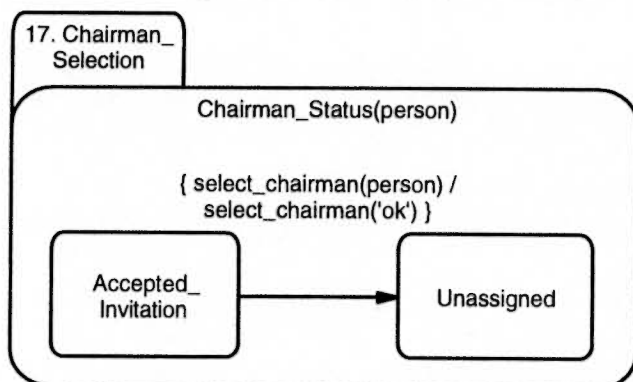 17. Chairman_
Selection
Chairman_Status(person)
{ select_chairman(person) /
select_chairman('ok') }
Accepted_
Invitation
Unassigned